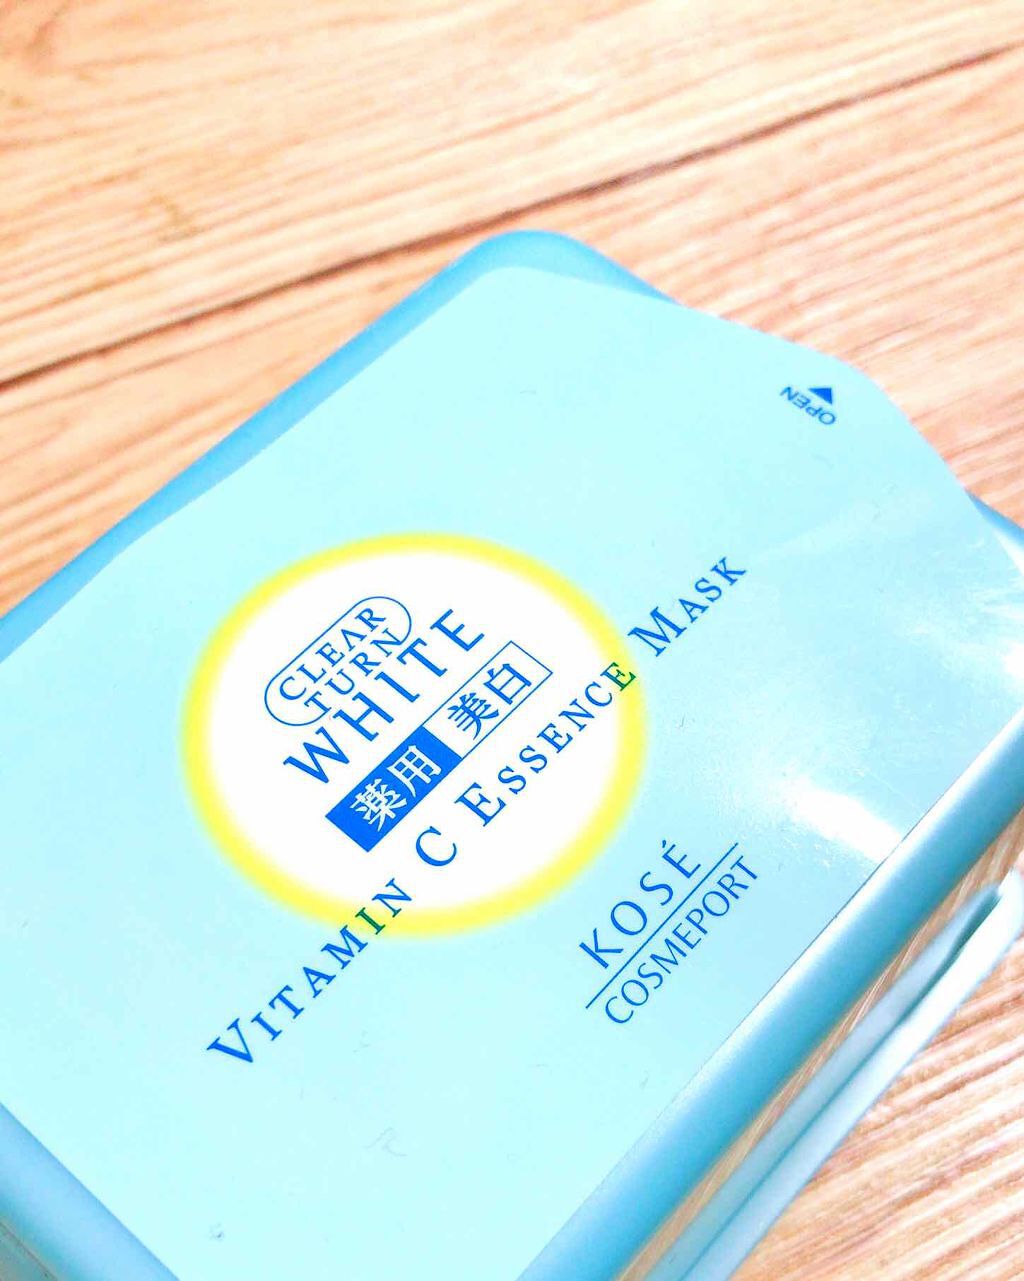 OPEN
CLEAR
TURN
WHITE
薬用 美白
VITAMIN C ESSENCE MASK
KOSÉ
COSMEPORT